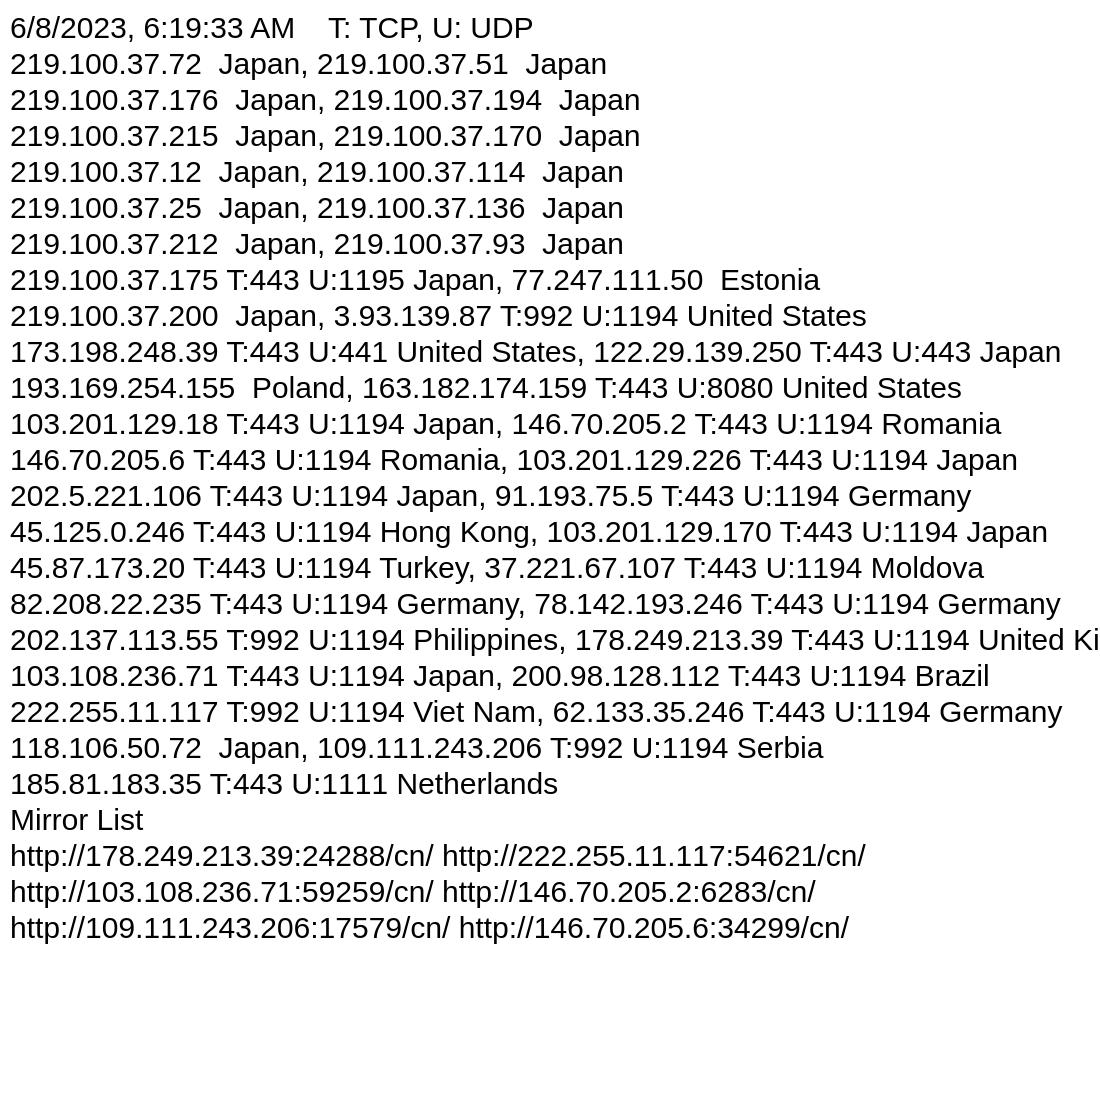 6/8/2023, 6:19:33 AM    T: TCP, U: UDP
219.100.37.72  Japan, 219.100.37.51  Japan
219.100.37.176  Japan, 219.100.37.194  Japan
219.100.37.215  Japan, 219.100.37.170  Japan
219.100.37.12  Japan, 219.100.37.114  Japan
219.100.37.25  Japan, 219.100.37.136  Japan
219.100.37.212  Japan, 219.100.37.93  Japan
219.100.37.175 T:443 U:1195 Japan, 77.247.111.50  Estonia
219.100.37.200  Japan, 3.93.139.87 T:992 U:1194 United States
173.198.248.39 T:443 U:441 United States, 122.29.139.250 T:443 U:443 Japan
193.169.254.155  Poland, 163.182.174.159 T:443 U:8080 United States
103.201.129.18 T:443 U:1194 Japan, 146.70.205.2 T:443 U:1194 Romania
146.70.205.6 T:443 U:1194 Romania, 103.201.129.226 T:443 U:1194 Japan
202.5.221.106 T:443 U:1194 Japan, 91.193.75.5 T:443 U:1194 Germany
45.125.0.246 T:443 U:1194 Hong Kong, 103.201.129.170 T:443 U:1194 Japan
45.87.173.20 T:443 U:1194 Turkey, 37.221.67.107 T:443 U:1194 Moldova
82.208.22.235 T:443 U:1194 Germany, 78.142.193.246 T:443 U:1194 Germany
202.137.113.55 T:992 U:1194 Philippines, 178.249.213.39 T:443 U:1194 United Ki
103.108.236.71 T:443 U:1194 Japan, 200.98.128.112 T:443 U:1194 Brazil
222.255.11.117 T:992 U:1194 Viet Nam, 62.133.35.246 T:443 U:1194 Germany
118.106.50.72  Japan, 109.111.243.206 T:992 U:1194 Serbia
185.81.183.35 T:443 U:1111 Netherlands
Mirror List
http://178.249.213.39:24288/cn/ http://222.255.11.117:54621/cn/
http://103.108.236.71:59259/cn/ http://146.70.205.2:6283/cn/
http://109.111.243.206:17579/cn/ http://146.70.205.6:34299/cn/